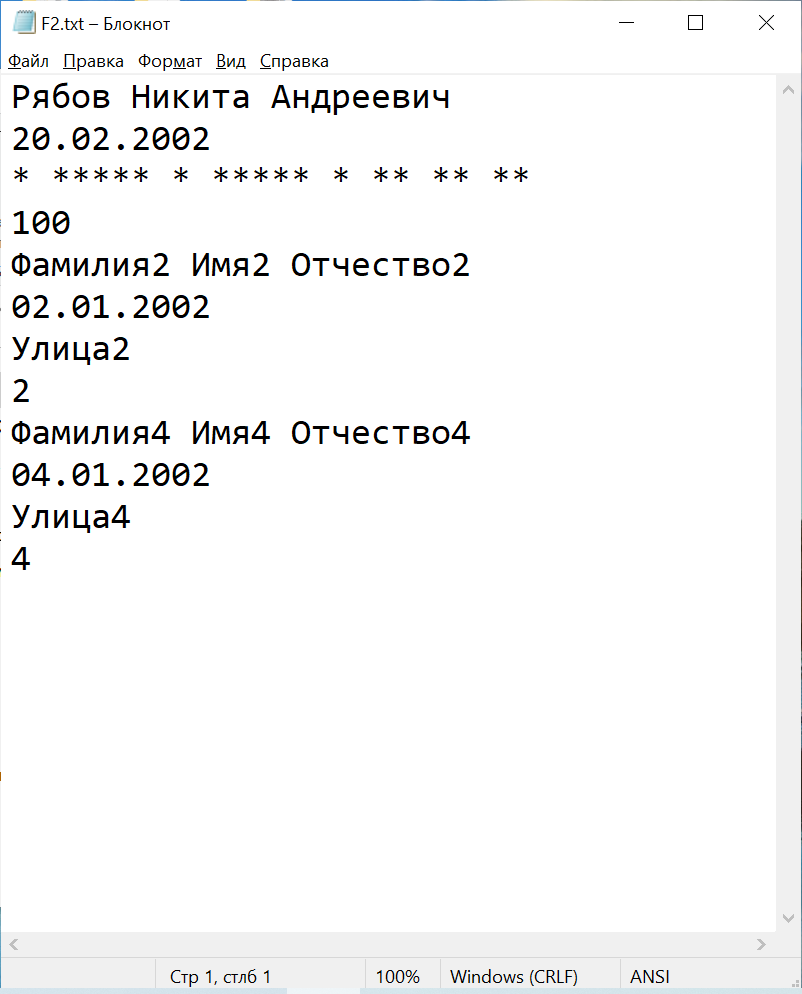 F2.txt – Блокнот
Файл Правка Формат Вид Справка
Рябов Никита Андреевич
20.02.2002
* ***** * ***** * ** ** **
100
Фамилия2 Имя2 Отчество2
02.01.2002
Улица2
2
Фамилия4 Имя4 Отчество4
04.01.2002
Улица4
4
Стр 1, стлб 1 100% Windows (CRLF) ANSI